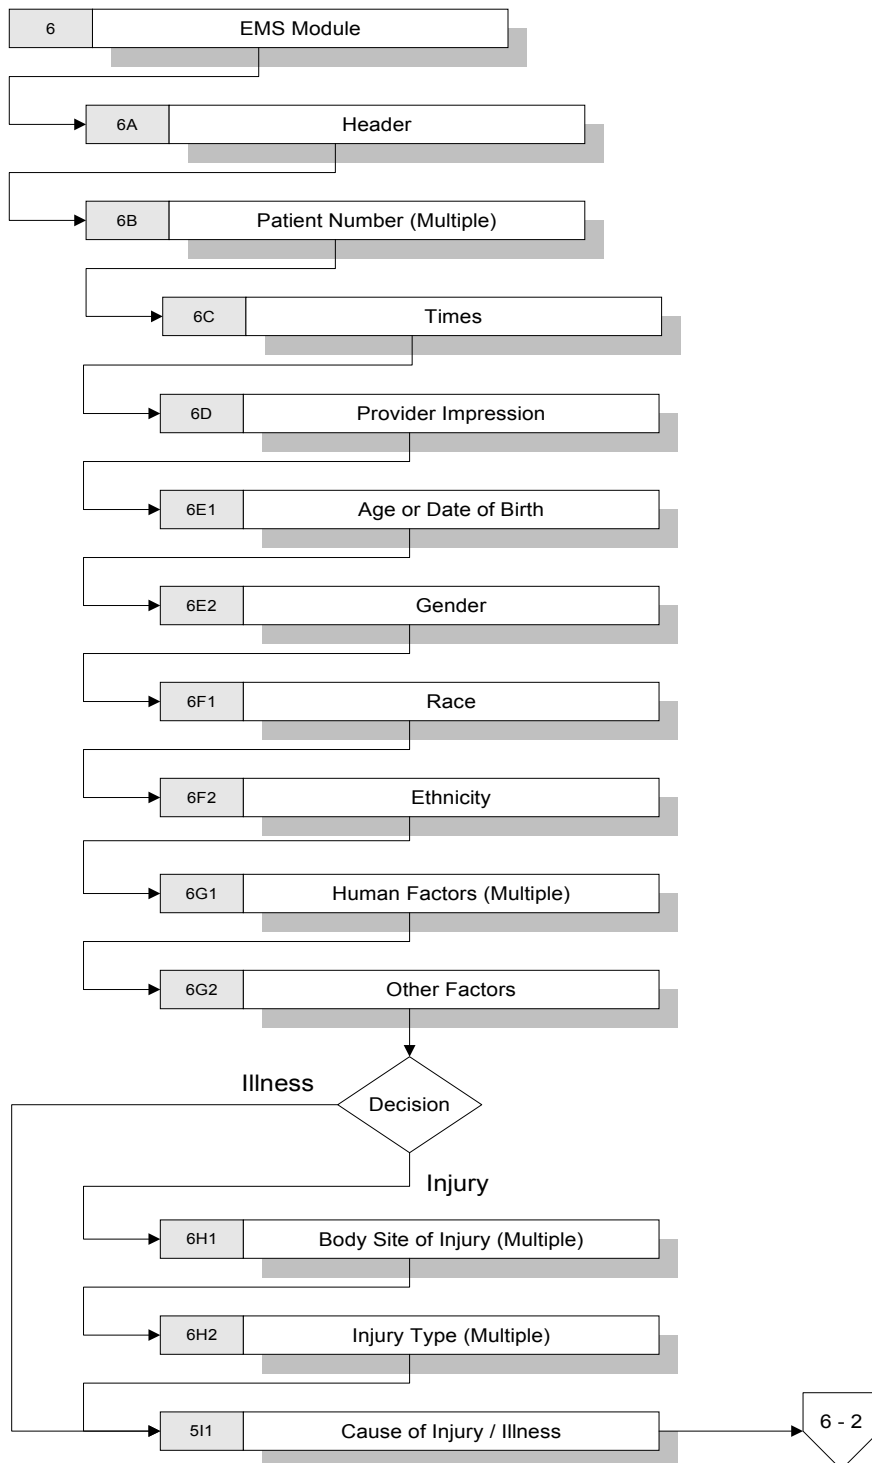 6 EMS Module
6A Header
6B Patient Number (Multiple)
6C Times
6D Provider Impression
6E1 Age or Date of Birth
6E2 Gender
6F1 Race
6F2 Ethnicity
6G1 Human Factors (Multiple)
6G2 Other Factors
Illness
Decision
Injury
6H1 Body Site of Injury (Multiple)
6H2 Injury Type (Multiple)
5I1 Cause of Injury / Illness
6 - 2